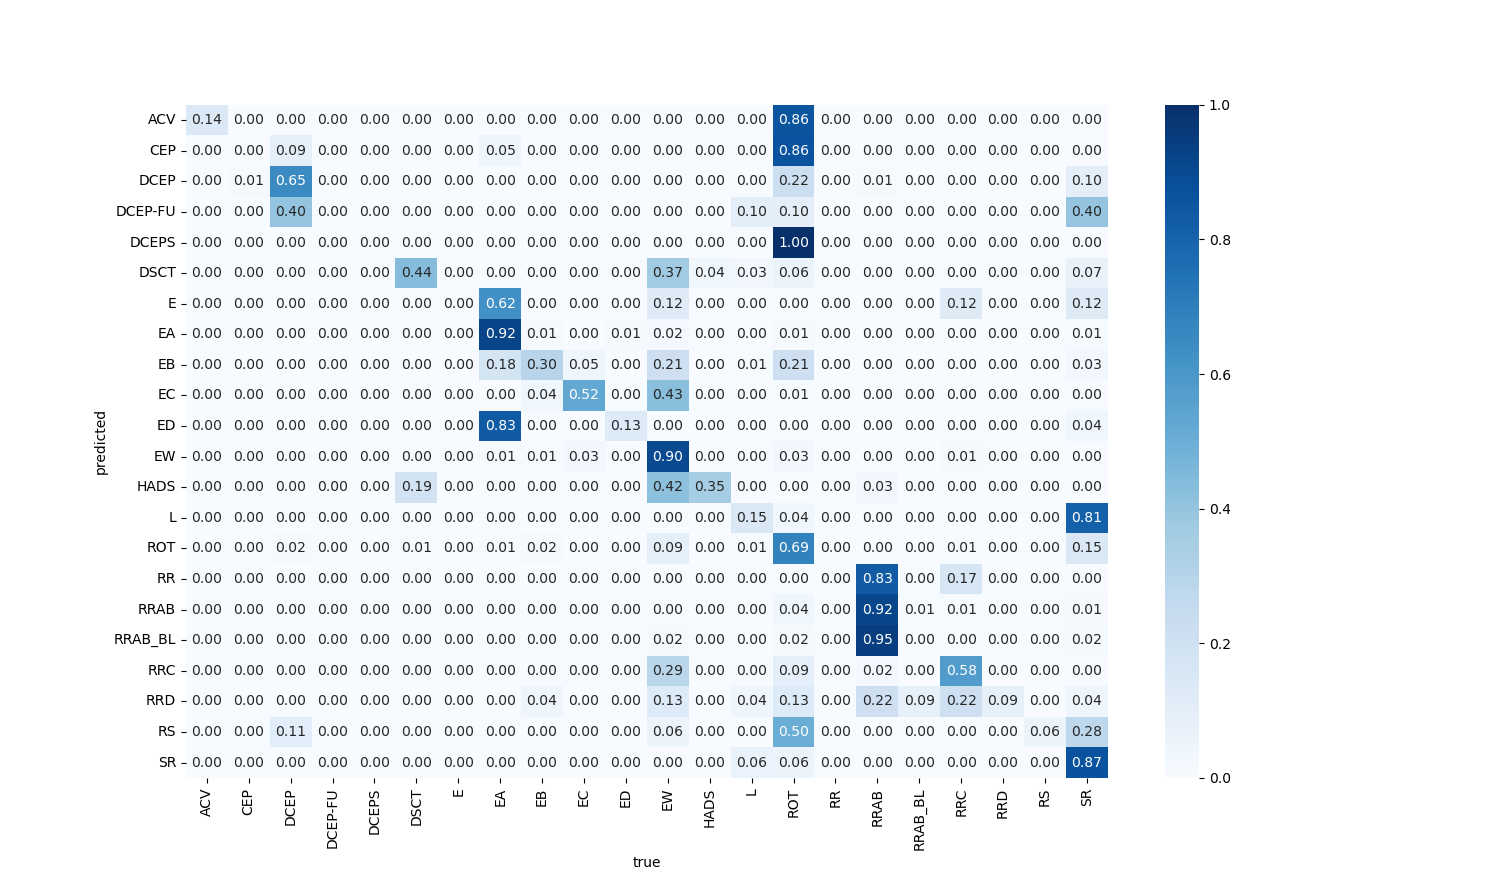 ACV 0.14 0.00 0.00 0.00 0.00 0.00 0.00 0.00 0.00 0.00 0.00 0.00 0.00 0.00 0.86 0.00 0.00 0.00 0.00 0.00 0.00 0.00 1.0
CEP 0.00 0.00 0.09 0.00 0.00 0.00 0.00 0.05 0.00 0.00 0.00 0.00 0.00 0.00 0.86 0.00 0.00 0.00 0.00 0.00 0.00 0.00
DCEP 0.00 0.01 0.65 0.00 0.00 0.00 0.00 0.00 0.00 0.00 0.00 0.00 0.00 0.00 0.22 0.00 0.01 0.00 0.00 0.00 0.00 0.10
DCEP-FU 0.00 0.00 0.40 0.00 0.00 0.00 0.00 0.00 0.00 0.00 0.00 0.00 0.00 0.10 0.10 0.00 0.00 0.00 0.00 0.00 0.00 0.40
DCEPS 0.00 0.00 0.00 0.00 0.00 0.00 0.00 0.00 0.00 0.00 0.00 0.00 0.00 0.00 1.00 0.00 0.00 0.00 0.00 0.00 0.00 0.00 0.8
DSCT 0.00 0.00 0.00 0.00 0.00 0.44 0.00 0.00 0.00 0.00 0.00 0.37 0.04 0.03 0.06 0.00 0.00 0.00 0.00 0.00 0.00 0.07
E 0.00 0.00 0.00 0.00 0.00 0.00 0.00 0.62 0.00 0.00 0.00 0.12 0.00 0.00 0.00 0.00 0.00 0.00 0.12 0.00 0.00 0.12
EA 0.00 0.00 0.00 0.00 0.00 0.00 0.00 0.92 0.01 0.00 0.01 0.02 0.00 0.00 0.01 0.00 0.00 0.00 0.00 0.00 0.00 0.01
EB 0.00 0.00 0.00 0.00 0.00 0.00 0.00 0.18 0.30 0.05 0.00 0.21 0.00 0.01 0.21 0.00 0.00 0.00 0.00 0.00 0.00 0.03 0.6
EC 0.00 0.00 0.00 0.00 0.00 0.00 0.00 0.00 0.04 0.52 0.00 0.43 0.00 0.00 0.01 0.00 0.00 0.00 0.00 0.00 0.00 0.00
ED 0.00 0.00 0.00 0.00 0.00 0.00 0.00 0.83 0.00 0.00 0.13 0.00 0.00 0.00 0.00 0.00 0.00 0.00 0.00 0.00 0.00 0.04
predicted
EW 0.00 0.00 0.00 0.00 0.00 0.00 0.00 0.01 0.01 0.03 0.00 0.90 0.00 0.00 0.03 0.00 0.00 0.00 0.01 0.00 0.00 0.00
HADS 0.00 0.00 0.00 0.00 0.00 0.19 0.00 0.00 0.00 0.00 0.00 0.42 0.35 0.00 0.00 0.00 0.03 0.00 0.00 0.00 0.00 0.00
L 0.00 0.00 0.00 0.00 0.00 0.00 0.00 0.00 0.00 0.00 0.00 0.00 0.00 0.15 0.04 0.00 0.00 0.00 0.00 0.00 0.00 0.81 0.4
ROT 0.00 0.00 0.02 0.00 0.00 0.01 0.00 0.01 0.02 0.00 0.00 0.09 0.00 0.01 0.69 0.00 0.00 0.00 0.01 0.00 0.00 0.15
RR 0.00 0.00 0.00 0.00 0.00 0.00 0.00 0.00 0.00 0.00 0.00 0.00 0.00 0.00 0.00 0.00 0.83 0.00 0.17 0.00 0.00 0.00
RRAB 0.00 0.00 0.00 0.00 0.00 0.00 0.00 0.00 0.00 0.00 0.00 0.00 0.00 0.00 0.04 0.00 0.92 0.01 0.01 0.00 0.00 0.01
RRAB_BL 0.00 0.00 0.00 0.00 0.00 0.00 0.00 0.00 0.00 0.00 0.00 0.02 0.00 0.00 0.02 0.00 0.95 0.00 0.00 0.00 0.00 0.02 0.2
RRC 0.00 0.00 0.00 0.00 0.00 0.00 0.00 0.00 0.00 0.00 0.00 0.29 0.00 0.00 0.09 0.00 0.02 0.00 0.58 0.00 0.00 0.00
RRD 0.00 0.00 0.00 0.00 0.00 0.00 0.00 0.00 0.04 0.00 0.00 0.13 0.00 0.04 0.13 0.00 0.22 0.09 0.22 0.09 0.00 0.04
RS 0.00 0.00 0.11 0.00 0.00 0.00 0.00 0.00 0.00 0.00 0.00 0.06 0.00 0.00 0.50 0.00 0.00 0.00 0.00 0.00 0.06 0.28
SR 0.00 0.00 0.00 0.00 0.00 0.00 0.00 0.00 0.00 0.00 0.00 0.00 0.00 0.06 0.06 0.00 0.00 0.00 0.00 0.00 0.00 0.87 0.0
ACV CEP DCEP DCEP-FU DCEPS DSCT E EA EB EC ED EW HADS L ROT RR RRAB RRAB_BL RRC RRD RS SR
true